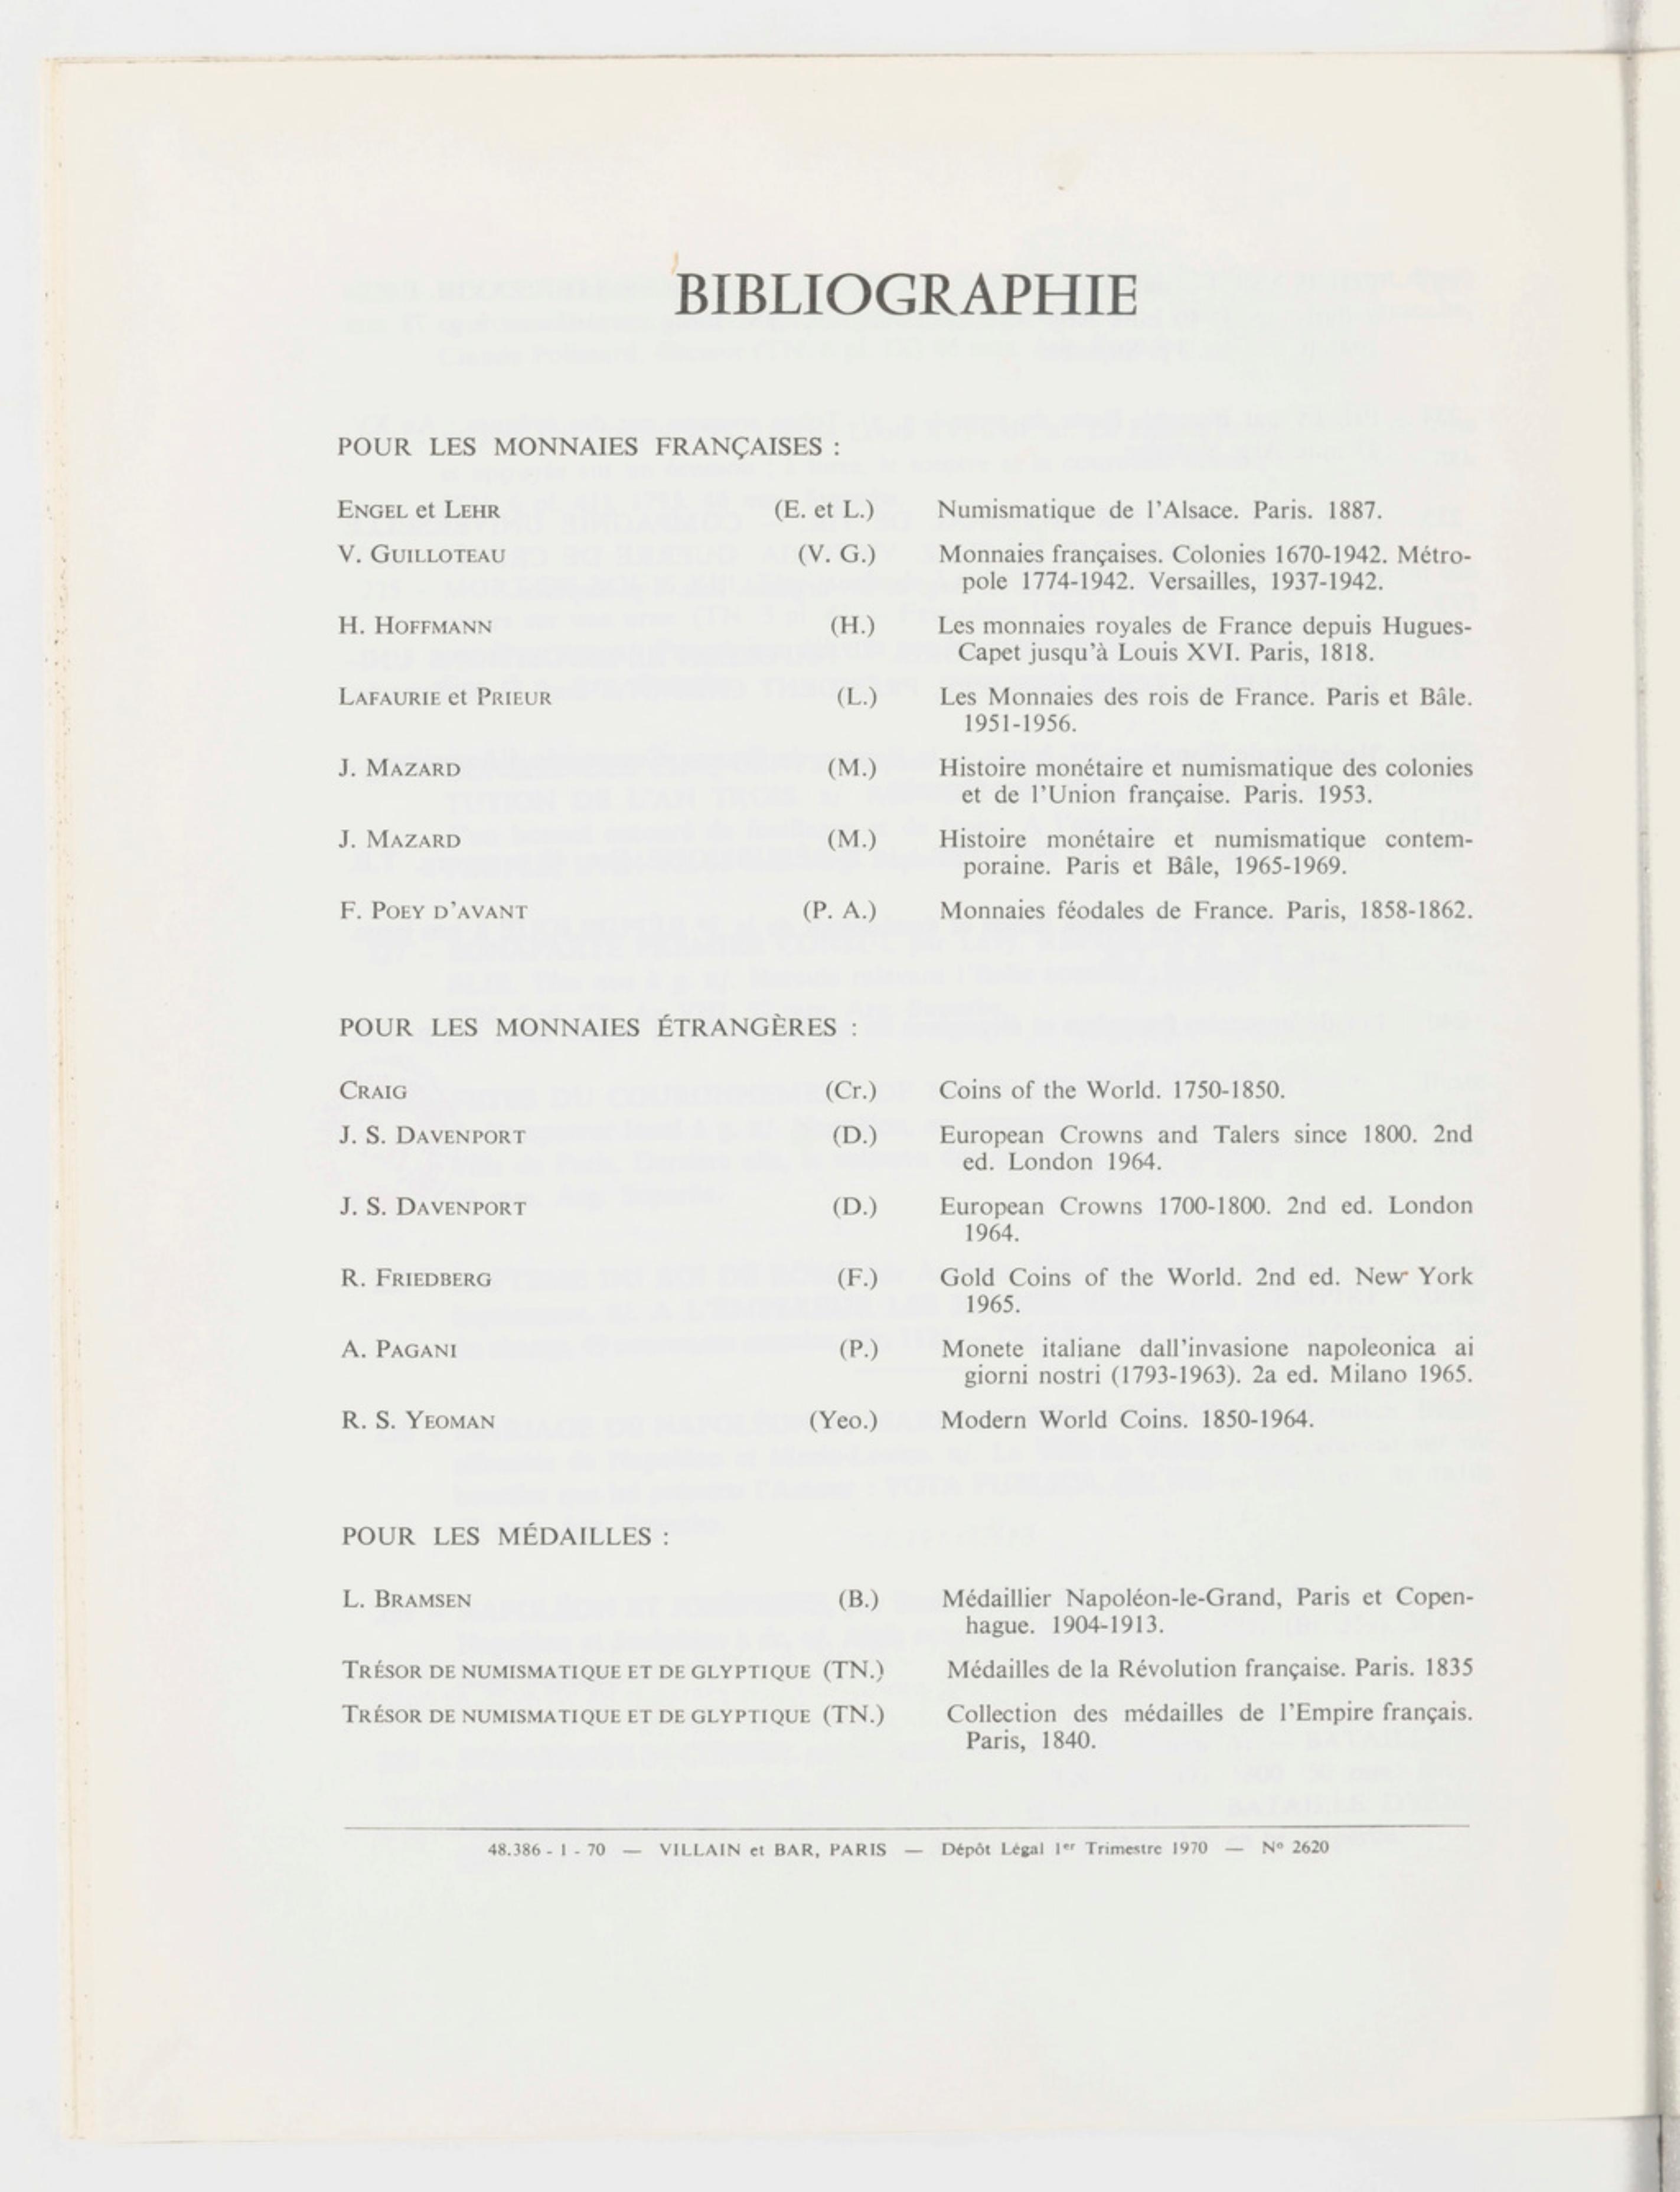 BIBLIOGRAPHIE
POUR LES MONNAIES FRANÇAISES :
ENGEL et LEHR (E. et L.) Numismatique de l'Alsace. Paris. 1887.
V. GUILLOTEAU (V. G.) Monnaies françaises. Colonies 1670-1942. Métro-
pole 1774-1942. Versailles, 1937-1942.
H. HOFFMANN (H.) Les monnaies royales de France depuis Hugues-
Capet jusqu'à Louis XVI. Paris, 1818.
LAFAURIE et PRIEUR (L.) Les Monnaies des rois de France. Paris et Bâle.
1951-1956.
J. MAZARD (M.) Histoire monétaire et numismatique des colonies
et de l'Union française. Paris. 1953.
J. MAZARD (M.) Histoire monétaire et numismatique contem-
poraine. Paris et Bâle, 1965-1969.
F. POEY D'AVANT (P. A.) Monnaies féodales de France. Paris, 1858-1862.
POUR LES MONNAIES ÉTRANGÈRES :
CRAIG (Cr.) Coins of the World. 1750-1850.
J. S. DAVENPORT (D.) European Crowns and Talers since 1800. 2nd
ed. London 1964.
J. S. DAVENPORT (D.) European Crowns 1700-1800. 2nd ed. London
1964.
R. FRIEDBERG (F.) Gold Coins of the World. 2nd ed. New York
1965.
A. PAGANI (P.) Monete italiane dall'invasione napoleonica ai
giorni nostri (1793-1963). 2a ed. Milano 1965.
R. S. YEOMAN (Yeo.) Modern World Coins. 1850-1964.
POUR LES MÉDAILLES :
L. BRAMSEN (B.) Médaillier Napoléon-le-Grand, Paris et Copen-
hague. 1904-1913.
TRÉSOR DE NUMISMATIQUE ET DE GLYPTIQUE (TN.) Médailles de la Révolution française. Paris. 1835
TRÉSOR DE NUMISMATIQUE ET DE GLYPTIQUE (TN.) Collection des médailles de l'Empire français.
Paris, 1840.
48.386 - 1 - 70 — VILLAIN et BAR, PARIS — Dépôt Légal 1er Trimestre 1970 — Nº 2620